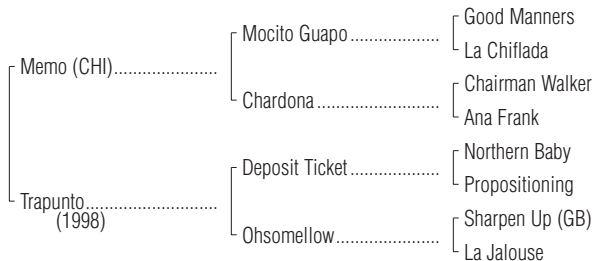 Good Manners
Mocito Guapo....................
La Chiflada
Memo (CHI).......................
Chairman Walker
Chardona...........................
Ana Frank
Northern Baby
Deposit Ticket....................
Propositioning
Trapunto.............................
(1998)
Sharpen Up (GB)
Ohsomellow.......................
La Jalouse